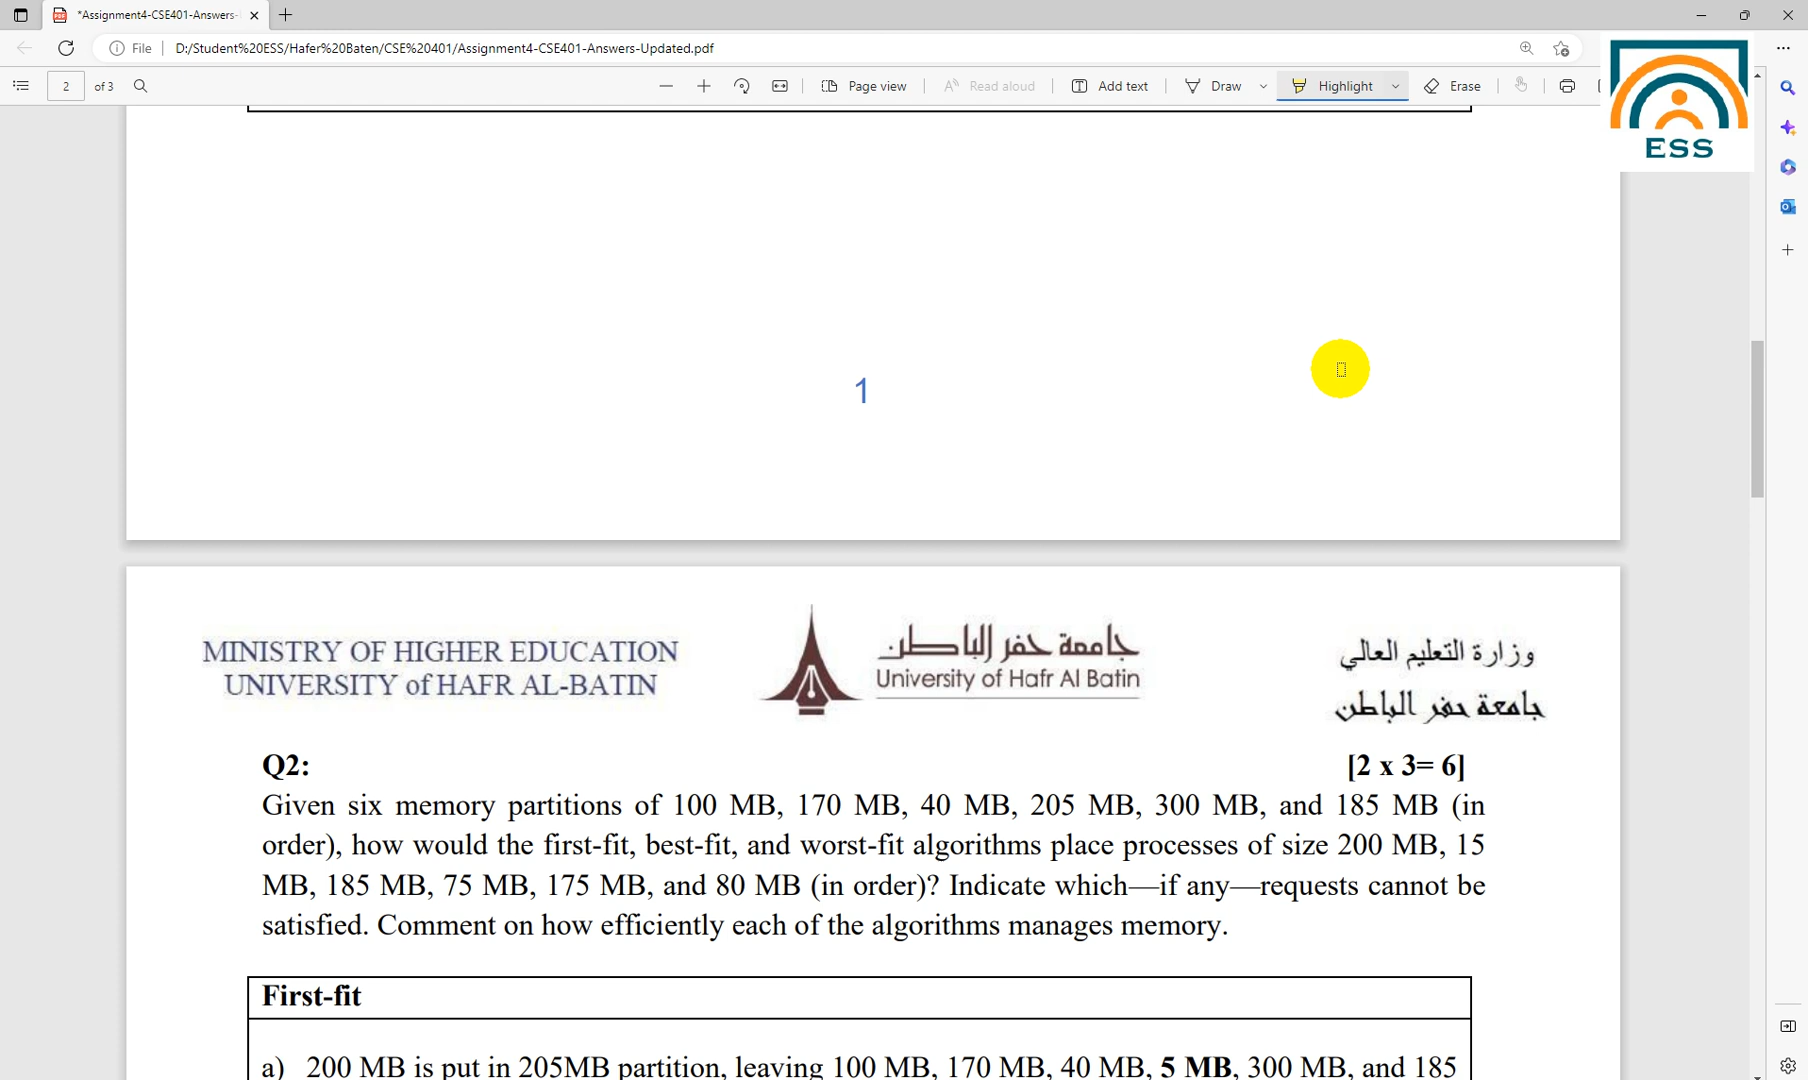 *Assignment4-CSE401-Answers-
File
D:/Student%20ESS/Hafer%20Baten/CSE%20401/Assignment4-CSE401-Answers-Updated.pdf
2 of 3
Page view
Read aloud
Add text
Draw
Highlight
Erase
ESS
1
MINISTRY OF HIGHER EDUCATION
UNIVERSITY of HAFR AL-BATIN
جامعة حفر الباطن
University of Hafr Al Batin
وزارة التعليم العالي
جامعة حفر الباطن
Q2: [2 x 3= 6]
Given six memory partitions of 100 MB, 170 MB, 40 MB, 205 MB, 300 MB, and 185 MB (in
order), how would the first-fit, best-fit, and worst-fit algorithms place processes of size 200 MB, 15
MB, 185 MB, 75 MB, 175 MB, and 80 MB (in order)? Indicate which—if any—requests cannot be
satisfied. Comment on how efficiently each of the algorithms manages memory.
First-fit
a) 200 MB is put in 205MB partition, leaving 100 MB, 170 MB, 40 MB, 5 MB, 300 MB, and 185